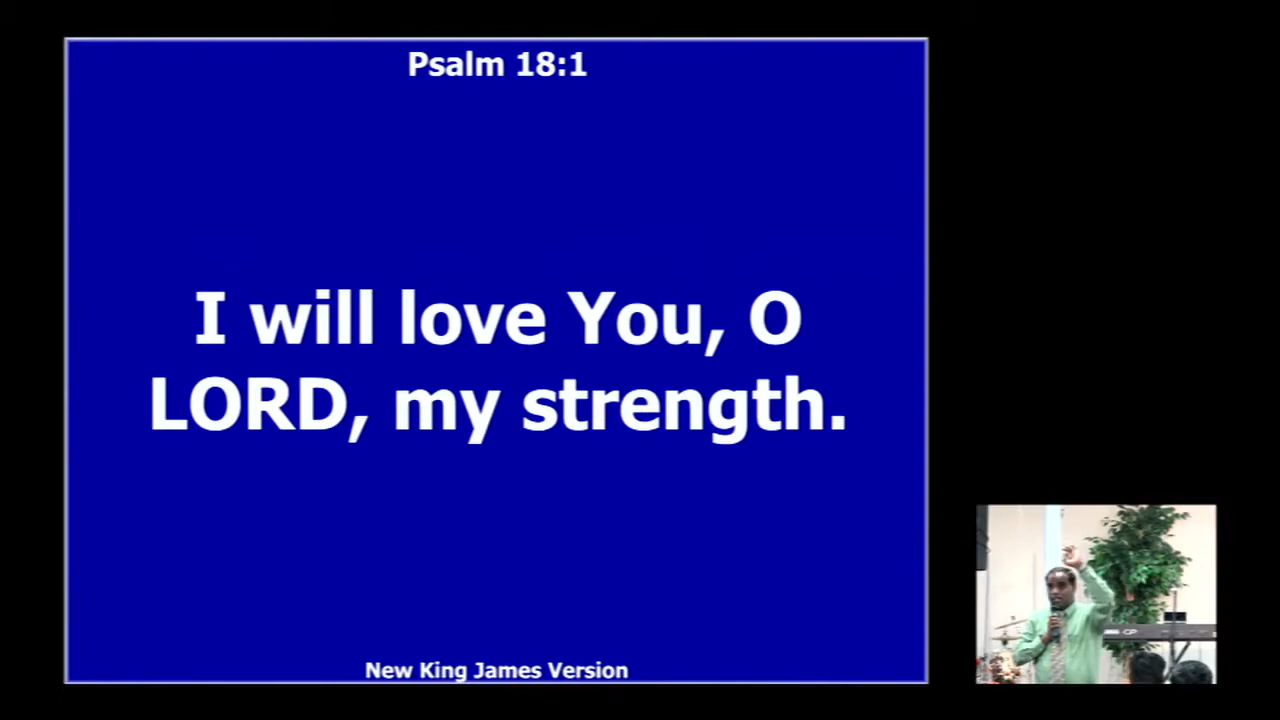 Psalm 18:1
I will love You, O
LORD, my strength.
New King James Version